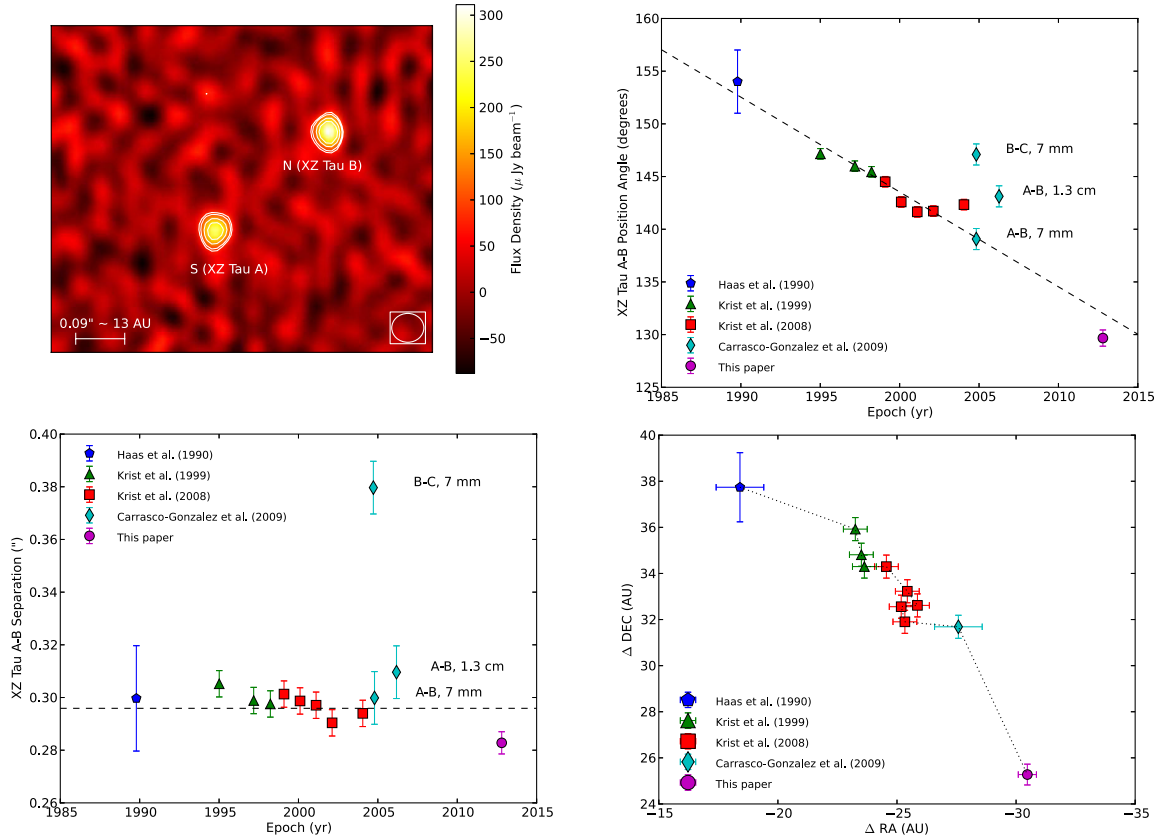 N (XZ Tau B)
S (XZ Tau A)
0.09" ~ 13 AU
300
250
200
150
100
50
0
−50
Flux Density (μ Jy beam⁻¹)
XZ Tau A-B Position Angle (degrees)
155
150
145
140
135
130
125
B-C, 7 mm
A-B, 1.3 cm
A-B, 7 mm
Haas et al. (1990)
Krist et al. (1999)
Krist et al. (2008)
Carrasco-Gonzalez et al. (2009)
This paper
1985 1990 1995 2000 2005 2010 2015
Epoch (yr)
XZ Tau A-B Separation (")
0.40
0.38
0.36
0.34
0.32
0.30
0.28
0.26
Haas et al. (1990)
Krist et al. (1999)
Krist et al. (2008)
Carrasco-Gonzalez et al. (2009)
This paper
B-C, 7 mm
A-B, 1.3 cm
A-B, 7 mm
1985 1990 1995 2000 2005 2010 2015
Epoch (yr)
Δ DEC (AU)
40
38
36
34
32
30
28
26
24
Haas et al. (1990)
Krist et al. (1999)
Krist et al. (2008)
Carrasco-Gonzalez et al. (2009)
This paper
−15 −20 −25 −30 −35
Δ RA (AU)